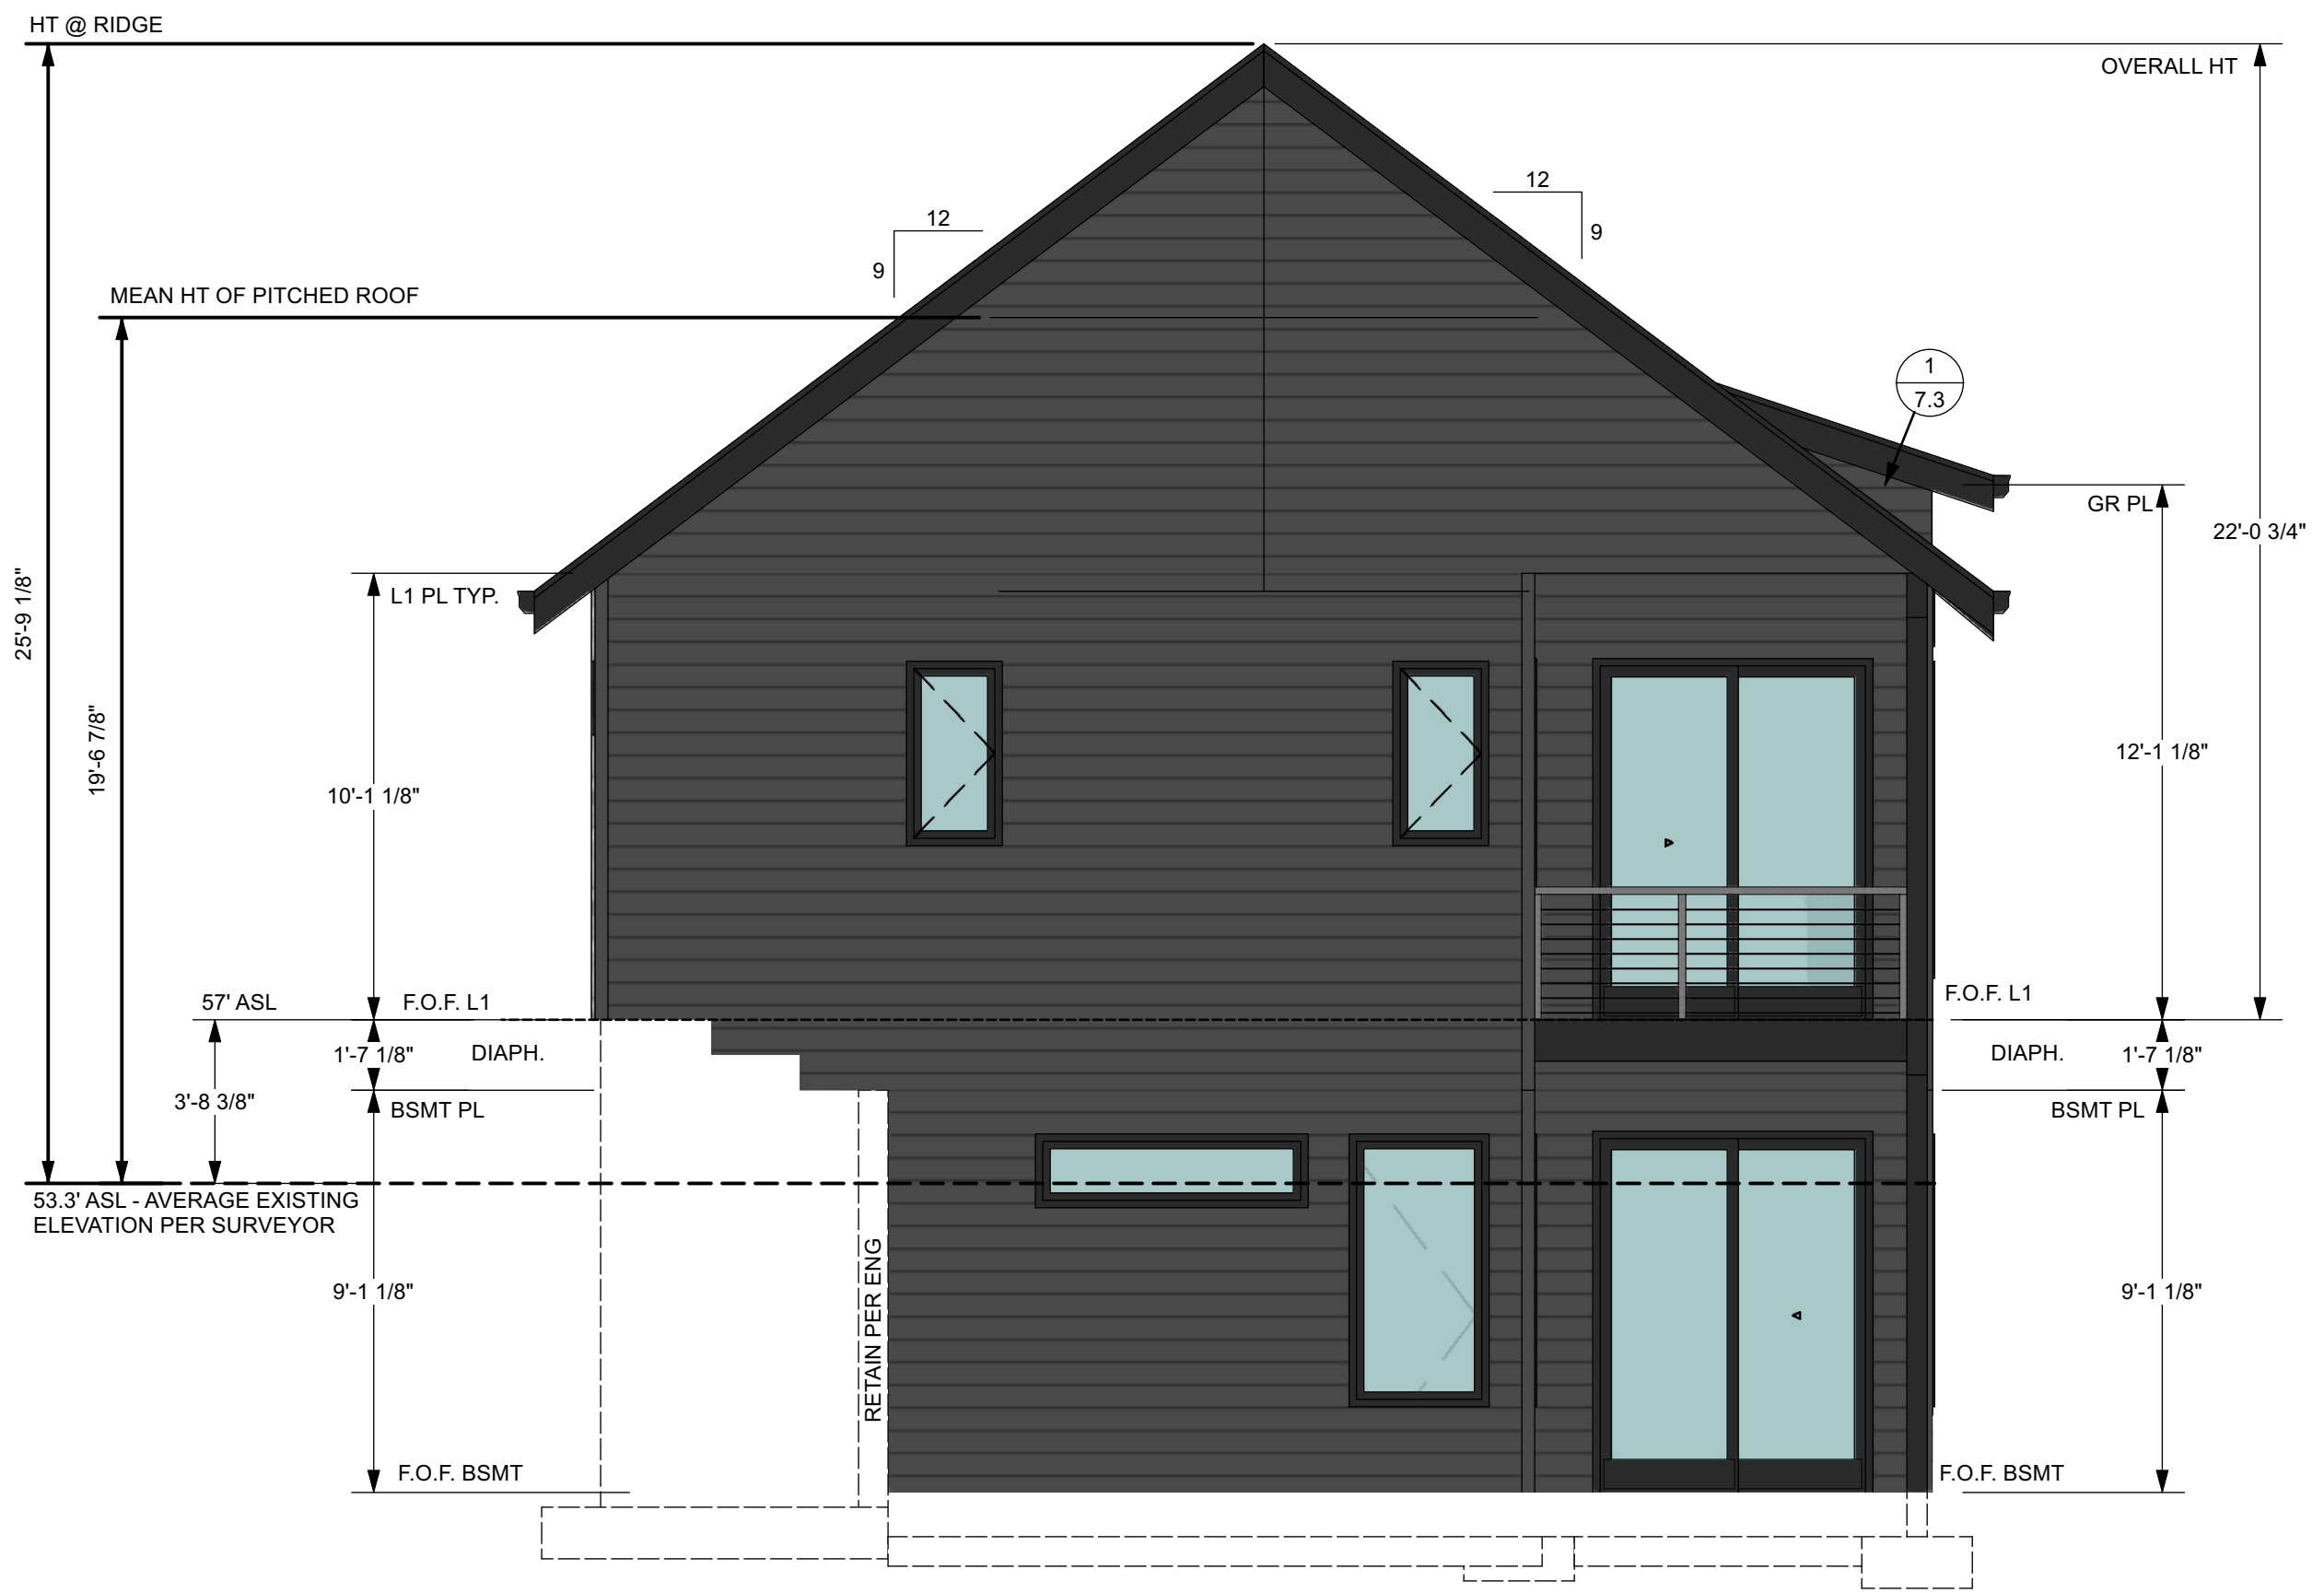 HT @ RIDGE
OVERALL HT
12
9
12
9
MEAN HT OF PITCHED ROOF
1
7.3
GR PL
22'-0 3/4"
25'-9 1/8"
L1 PL TYP.
19'-6 7/8"
12'-1 1/8"
10'-1 1/8"
57' ASL
F.O.F. L1
F.O.F. L1
1'-7 1/8"
DIAPH.
DIAPH.
1'-7 1/8"
3'-8 3/8"
BSMT PL
BSMT PL
53.3' ASL - AVERAGE EXISTING
ELEVATION PER SURVEYOR
9'-1 1/8"
RETAIN PER ENG
9'-1 1/8"
F.O.F. BSMT
F.O.F. BSMT